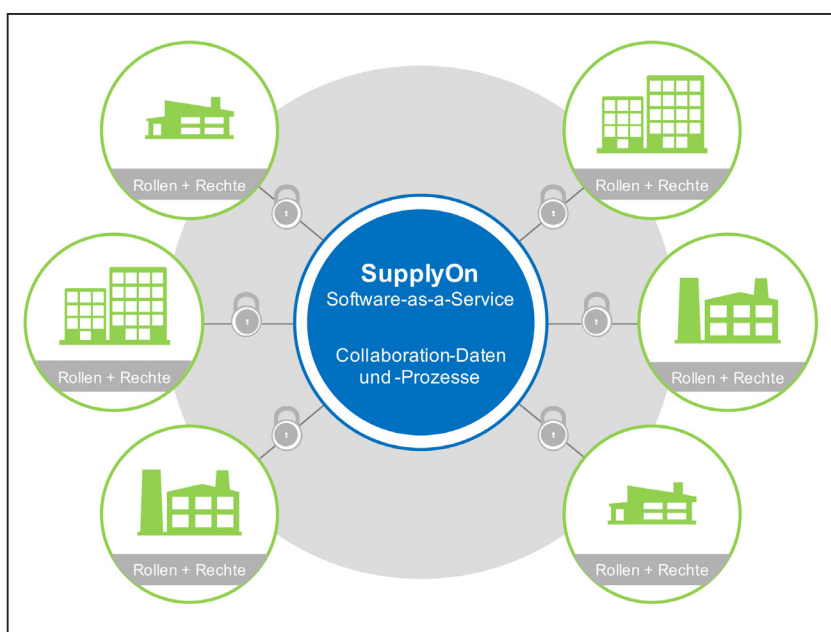 Rollen + Rechte
Rollen + Rechte
SupplyOn
Software-as-a-Service
Collaboration-Daten
und -Prozesse
Rollen + Rechte
Rollen + Rechte
Rollen + Rechte
Rollen + Rechte